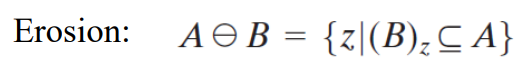 Erosion: A ⊖ B = {z|(B)_z ⊆ A}